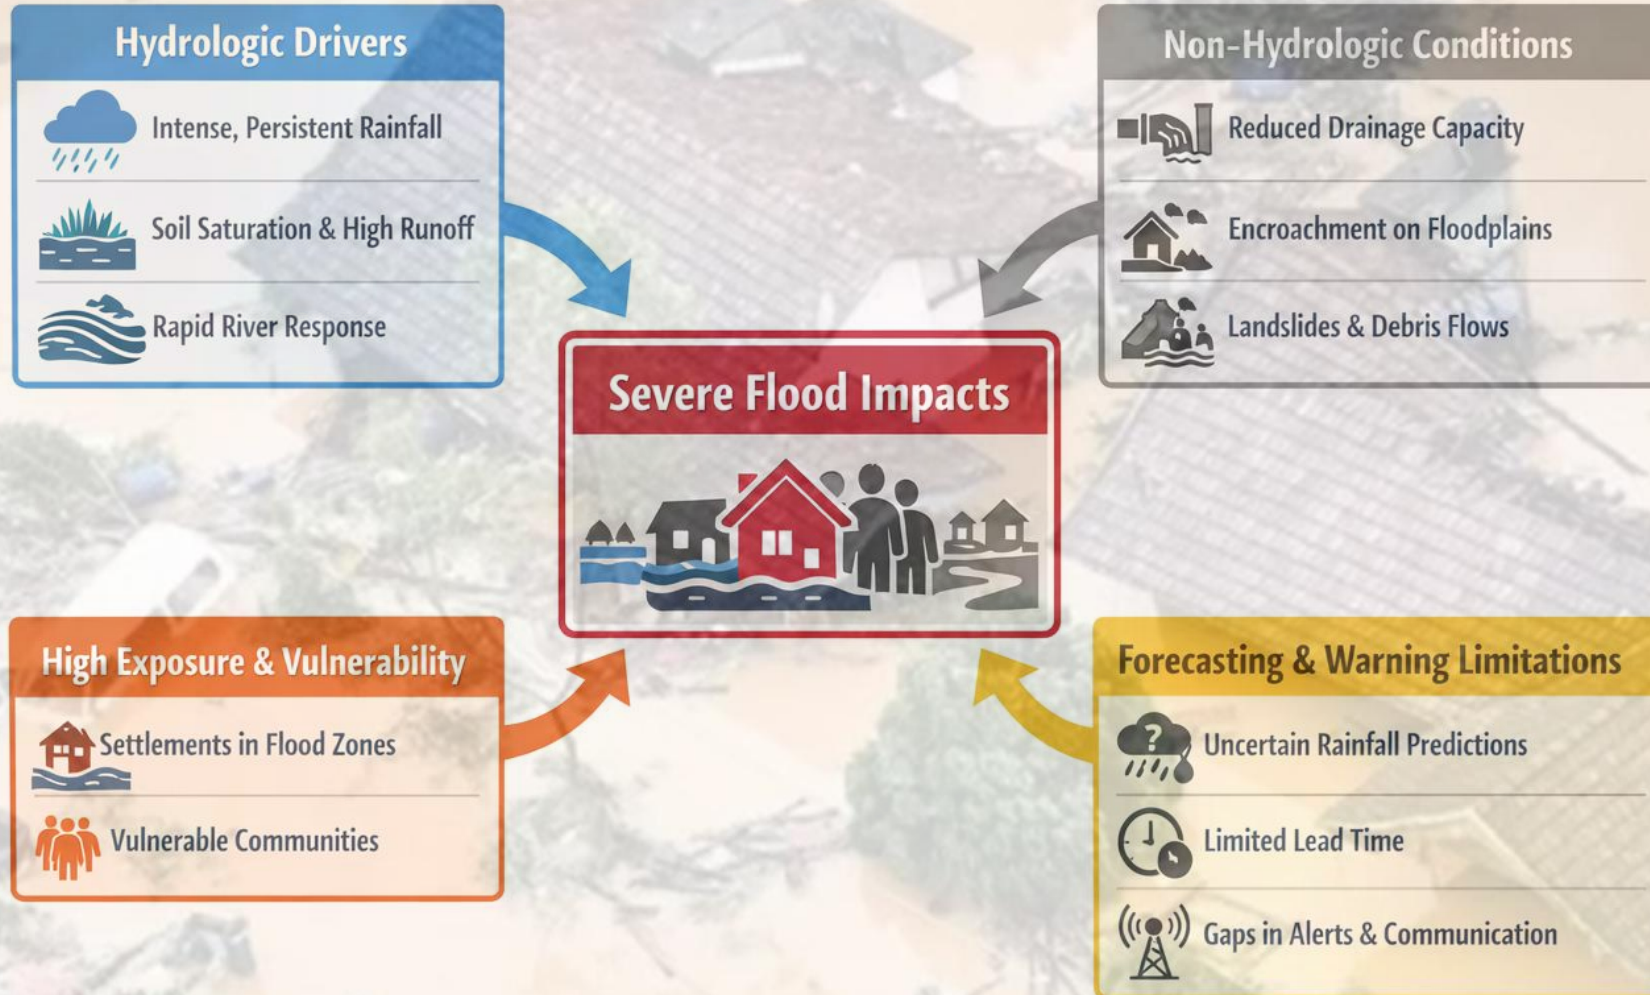 Hydrologic Drivers
Intense, Persistent Rainfall
Soil Saturation & High Runoff
Rapid River Response
Non-Hydrologic Conditions
Reduced Drainage Capacity
Encroachment on Floodplains
Landslides & Debris Flows
Severe Flood Impacts
High Exposure & Vulnerability
Settlements in Flood Zones
Vulnerable Communities
Forecasting & Warning Limitations
?
Uncertain Rainfall Predictions
Limited Lead Time
Gaps in Alerts & Communication